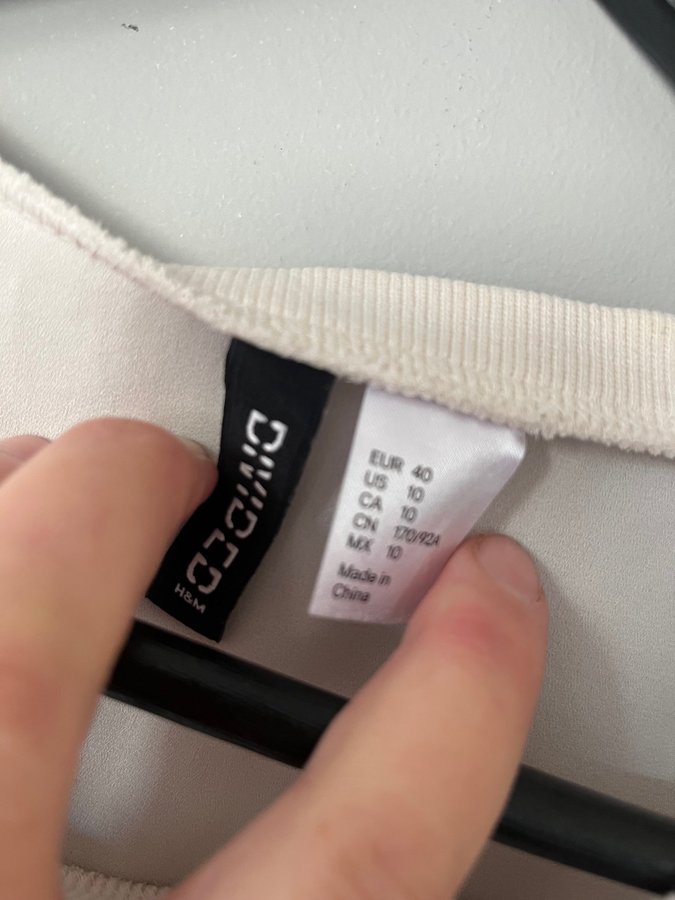 DIVIDED
H&M
EUR 40
US 10
CA 10
CN 170/92A
MX 10
Made in
China